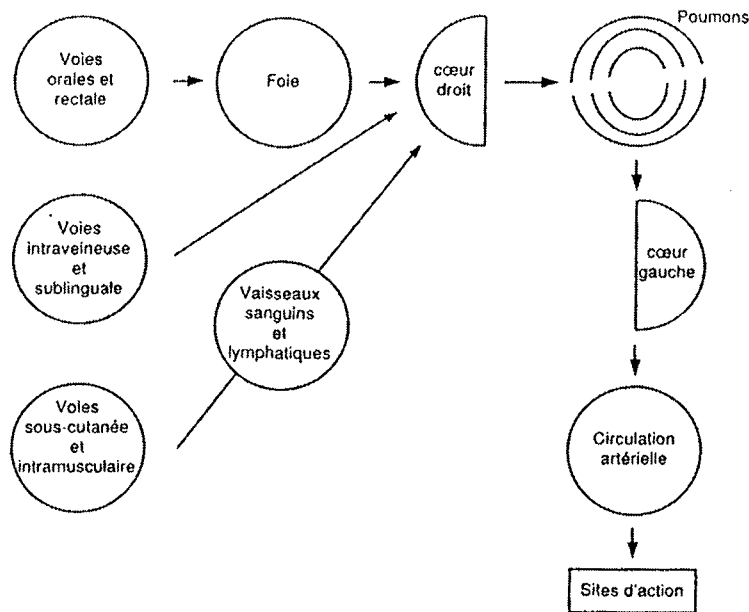 Poumons
Voies
orales et
rectale
Foie
cœur
droit
Voies
intraveineuse
et
sublinguale
Vaisseaux
sanguins
et
lymphatiques
cœur
gauche
Voies
sous-cutanée
et
intramusculaire
Circulation
artérielle
Sites d'action